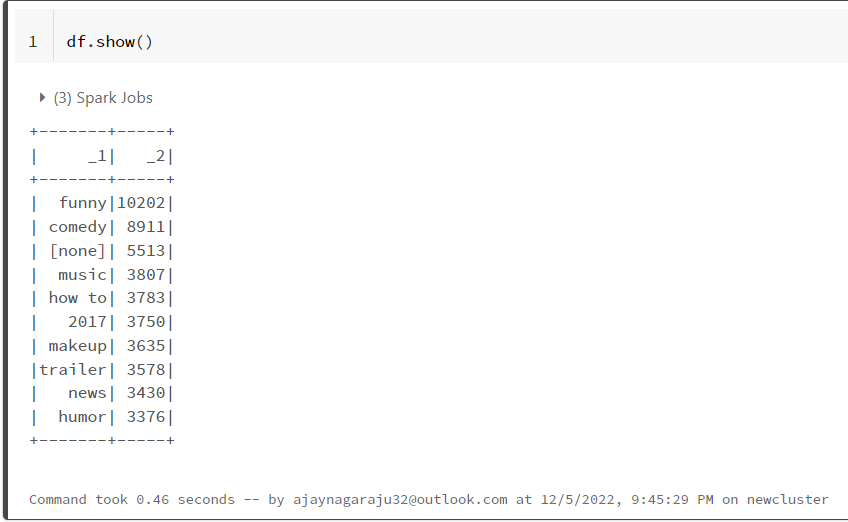 1 df.show()
(3) Spark Jobs
+-------+-----+
|     _1|   _2|
+-------+-----+
|  funny|10202|
| comedy| 8911|
| [none]| 5513|
|  music| 3807|
| how to| 3783|
|   2017| 3750|
| makeup| 3635|
|trailer| 3578|
|   news| 3430|
|  humor| 3376|
+-------+-----+
Command took 0.46 seconds -- by ajaynagaraju32@outlook.com at 12/5/2022, 9:45:29 PM on newcluster